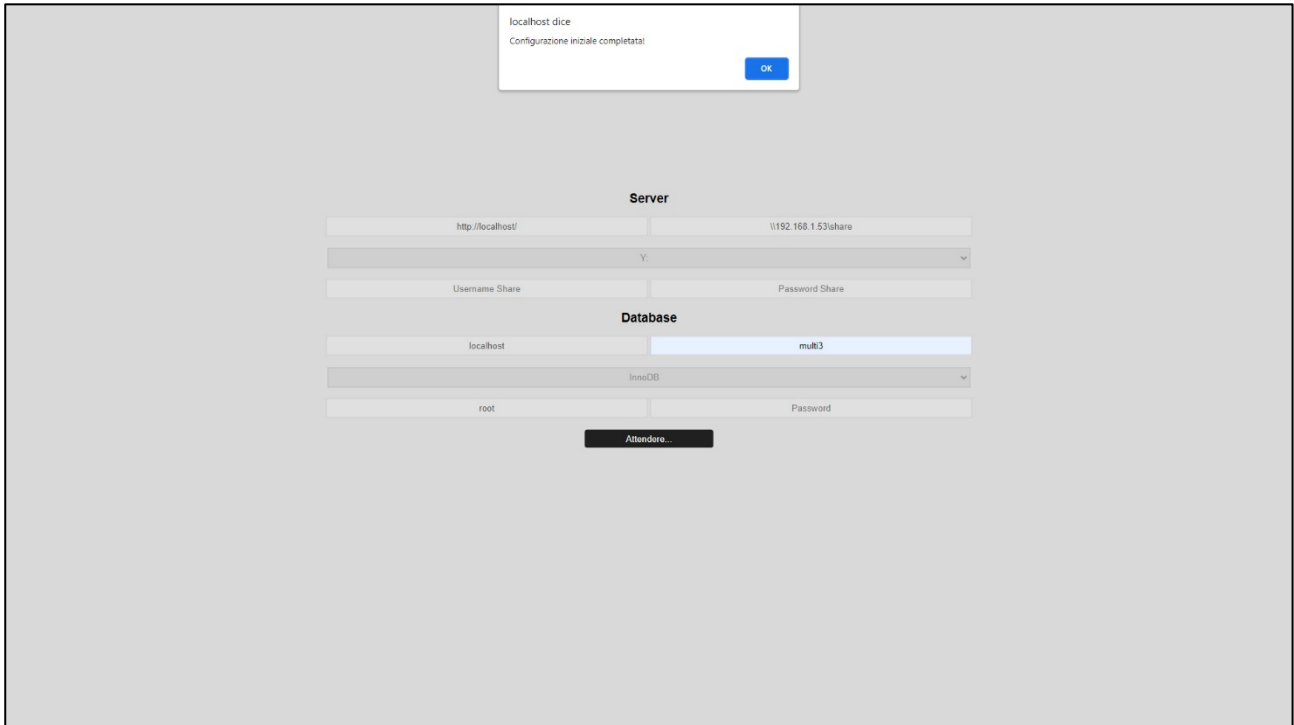 localhost dice
Configurazione iniziale completata!
OK
Server
http://localhost/ \\192.168.1.53\share
Y:
Username Share Password Share
Database
localhost multi3
InnoDB
root Password
Attendere...